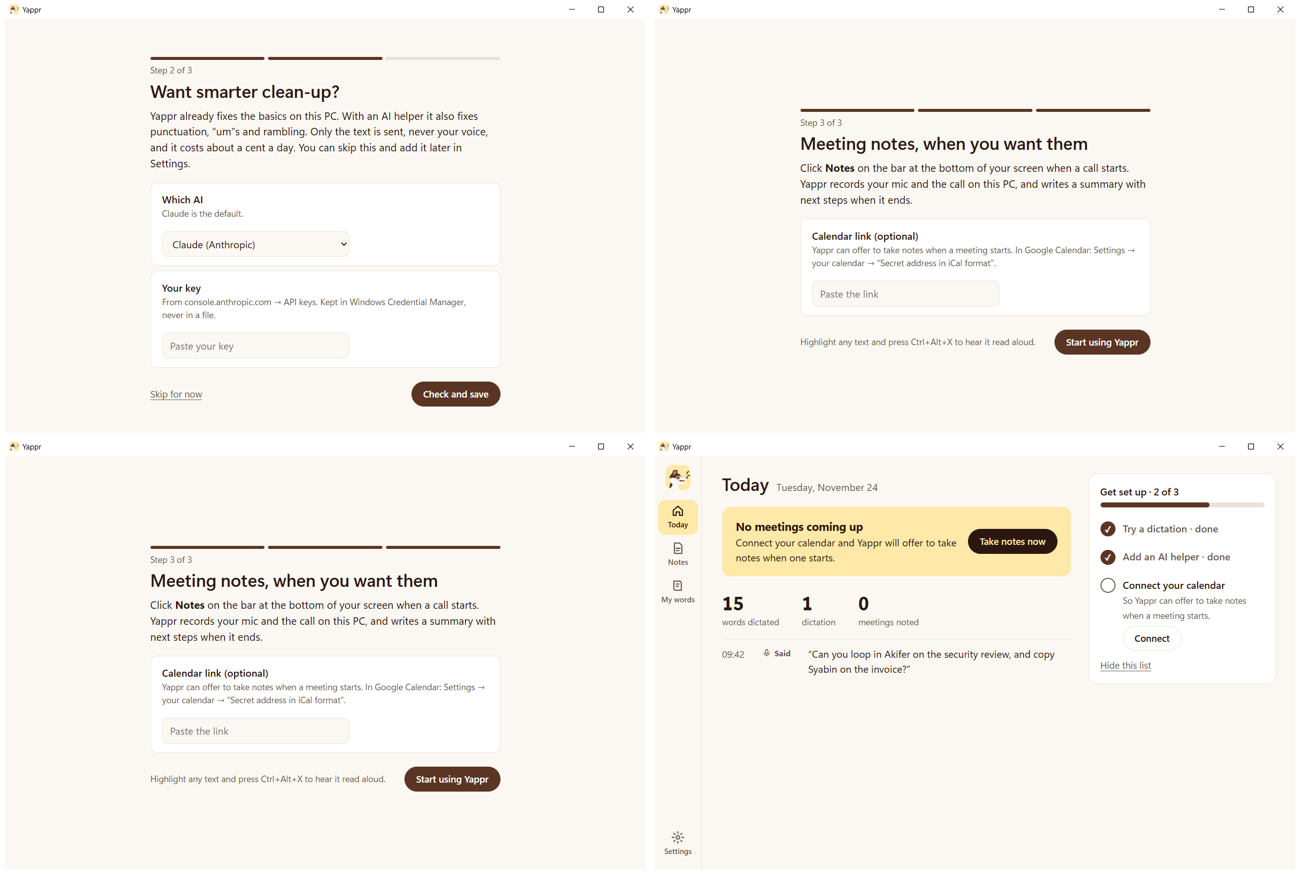 Yappr
Step 2 of 3
Want smarter clean-up?
Yappr already fixes the basics on this PC. With an AI helper it also fixes
punctuation, “um”s and rambling. Only the text is sent, never your voice,
and it costs about a cent a day. You can skip this and add it later in
Settings.
Which AI
Claude is the default.
Claude (Anthropic)
Your key
From console.anthropic.com → API keys. Kept in Windows Credential Manager,
never in a file.
Paste your key
Skip for now
Check and save
Yappr
Step 3 of 3
Meeting notes, when you want them
Click Notes on the bar at the bottom of your screen when a call starts.
Yappr records your mic and the call on this PC, and writes a summary with
next steps when it ends.
Calendar link (optional)
Yappr can offer to take notes when a meeting starts. In Google Calendar: Settings →
your calendar → “Secret address in iCal format”.
Paste the link
Highlight any text and press Ctrl+Alt+X to hear it read aloud.
Start using Yappr
Yappr
Step 3 of 3
Meeting notes, when you want them
Click Notes on the bar at the bottom of your screen when a call starts.
Yappr records your mic and the call on this PC, and writes a summary with
next steps when it ends.
Calendar link (optional)
Yappr can offer to take notes when a meeting starts. In Google Calendar: Settings →
your calendar → “Secret address in iCal format”.
Paste the link
Highlight any text and press Ctrl+Alt+X to hear it read aloud.
Start using Yappr
Yappr
Today
Notes
My words
Settings
Today Tuesday, November 24
No meetings coming up
Connect your calendar and Yappr will offer to take
notes when one starts.
Take notes now
15
words dictated
1
dictation
0
meetings noted
09:42 Said “Can you loop in Akifer on the security review, and copy
Syabin on the invoice?”
Get set up · 2 of 3
Try a dictation · done
Add an AI helper · done
Connect your calendar
So Yappr can offer to take notes
when a meeting starts.
Connect
Hide this list